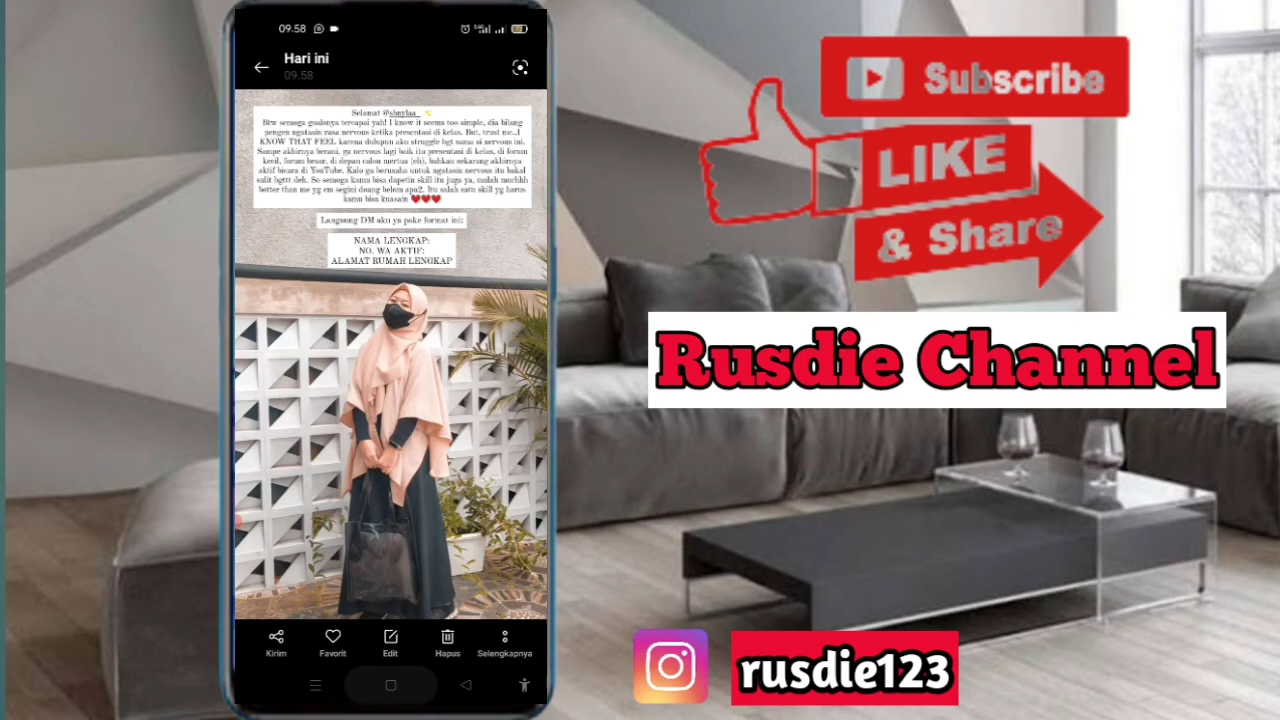 09.58
Hari ini
09.58
Selamat @abnylaa_
Btw semoga goalsnya tercapai yah! I know it seems too simple, dia bilang
pengen ngatasin rasa nervous ketika presentasi di kelas. But, trust me..I
KNOW THAT FEEL karena dulupun aku struggle bgt sama si nervous ini.
Sampe akhirnya berani, ga nervous lagi baik itu presentasi di kelas, di forum
kecil, forum besar, di depan calon mertua (eh), bahkan sekarang akhirnya
aktif bicara di YouTube. Kalo ga berusaha untuk ngatasin nervous itu bakal
sulit bgttt deh. So semoga kamu bisa dapetin skill itu juga ya, malah muchhh
better than me yg em segini doang belom apa2. Itu salah satu skill yg harus
kamu bisa kuasain ❤❤❤
Langsung DM aku ya pake format ini:
NAMA LENGKAP:
NO. WA AKTIF:
ALAMAT RUMAH LENGKAP
Kirim
Favorit
Edit
Hapus
Selengkapnya
Subscribe
LIKE
& Share
Rusdie Channel
rusdie123